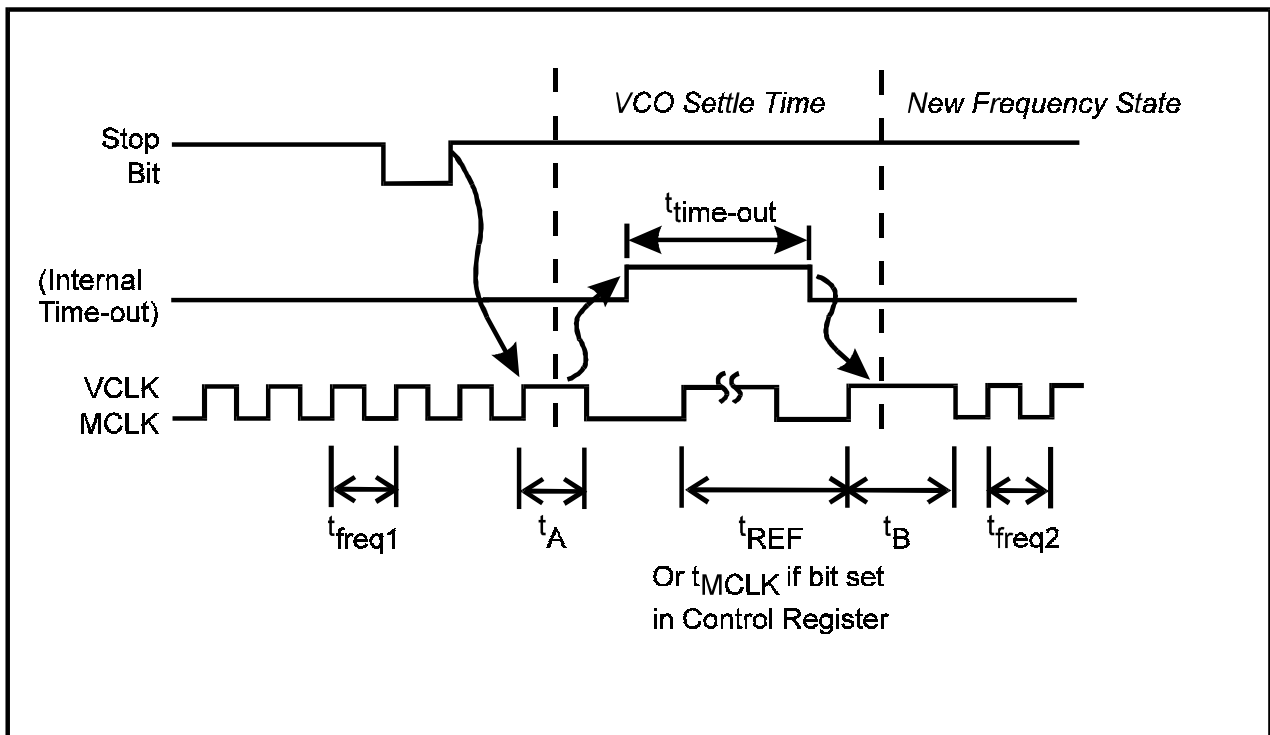 VCO Settle Time
New Frequency State
Stop
Bit
ttime-out
(Internal
Time-out)
VCLK
MCLK
tfreq1
tA
tREF
tB
tfreq2
Or tMCLK if bit set
in Control Register